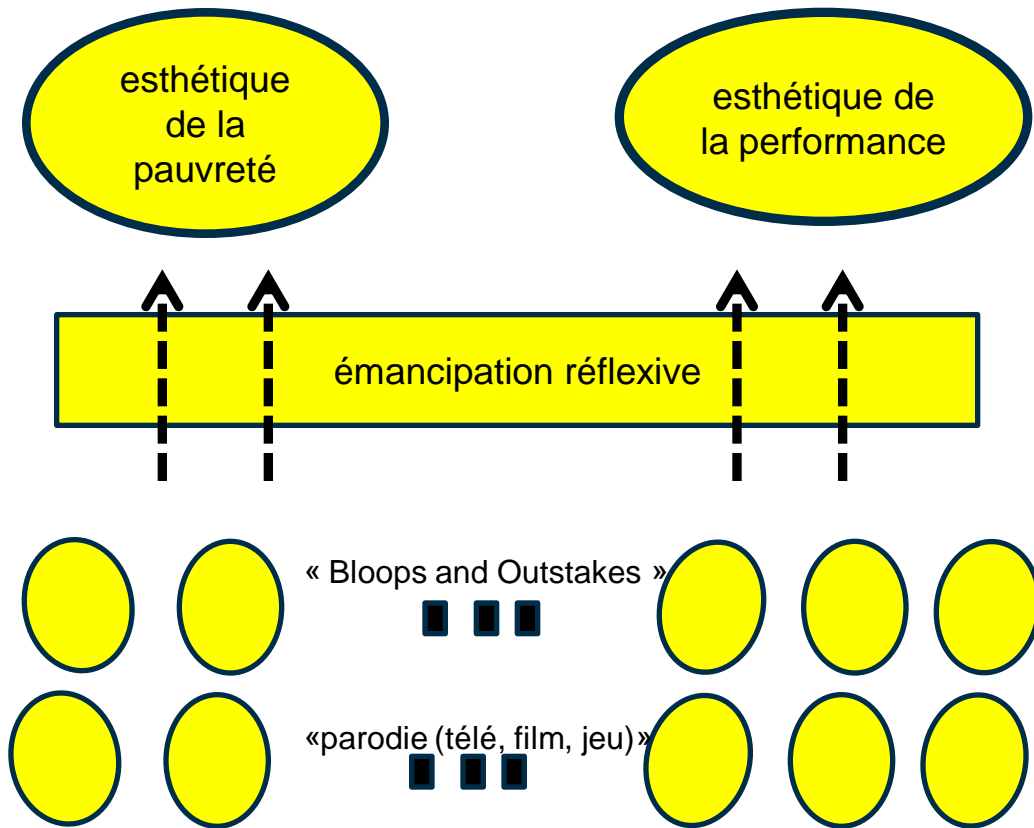 esthétique
de la
pauvreté
esthétique de
la performance
émancipation réflexive
« Bloops and Outstakes »
«parodie (télé, film, jeu)»